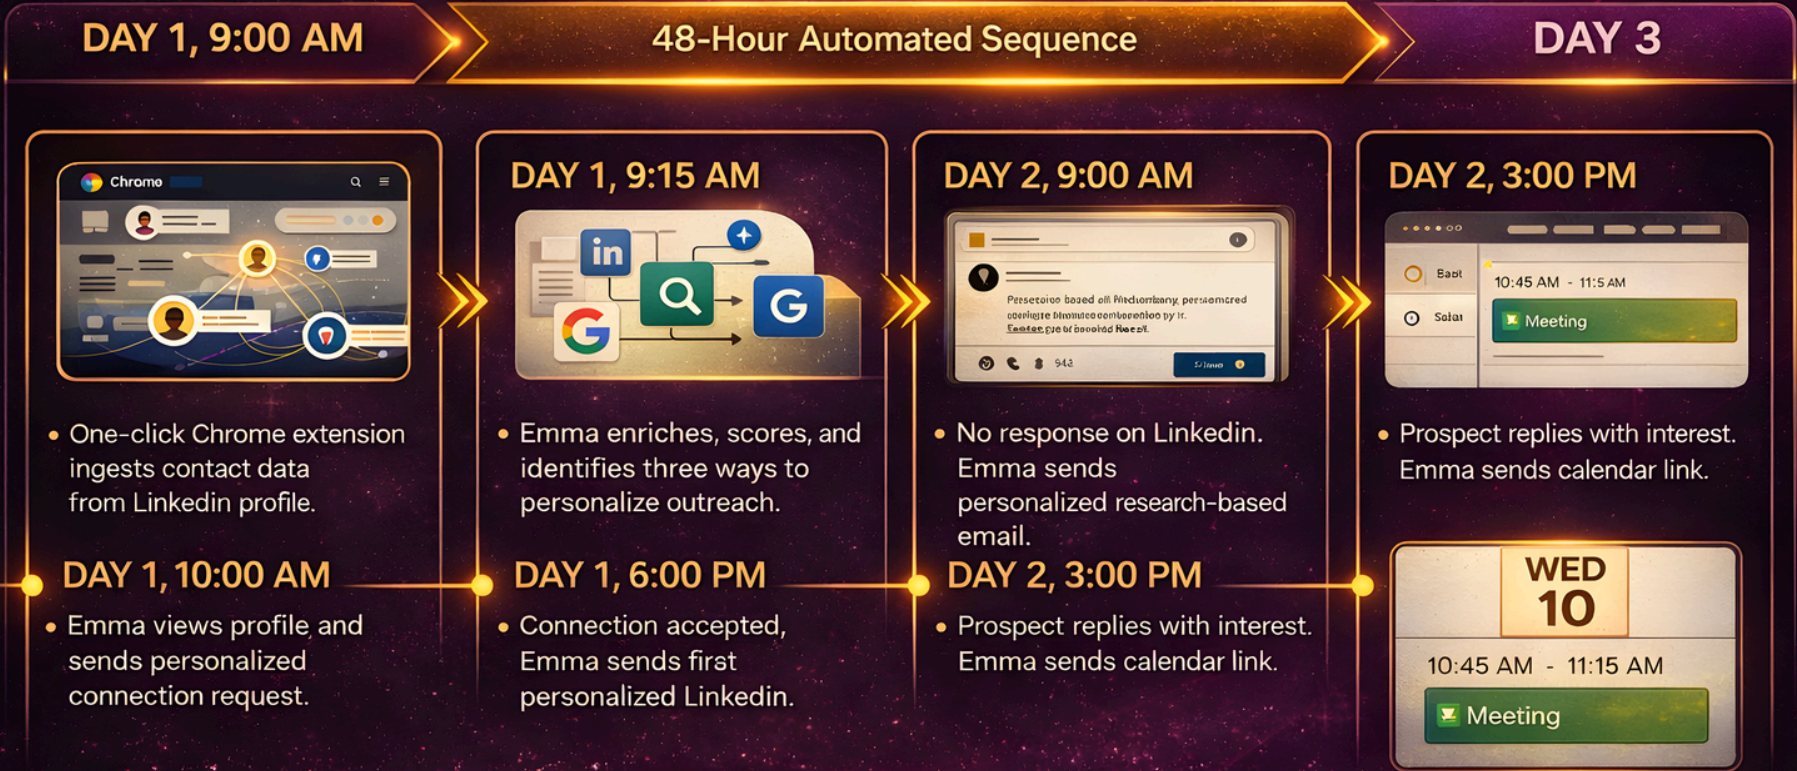 DAY 1, 9:00 AM
48-Hour Automated Sequence
DAY 3
Chromo
• One-click Chrome extension
ingests contact data
from Linkedin profile.
DAY 1, 10:00 AM
• Emma views profile, and
sends personalized
connection request.
DAY 1, 9:15 AM
in
G
G
• Emma enriches, scores, and
identifies three ways to
personalize outreach.
DAY 1, 6:00 PM
• Connection accepted,
Emma sends first
personalized Linkedin.
DAY 2, 9:00 AM
• No response on Linkedin.
Emma sends
personalized research-based
email.
DAY 2, 3:00 PM
• Prospect replies with interest.
Emma sends calendar link.
DAY 2, 3:00 PM
10:45 AM - 11:5 AM
Meeting
• Prospect replies with interest.
Emma sends calendar link.
WED
10
10:45 AM - 11:15 AM
Meeting